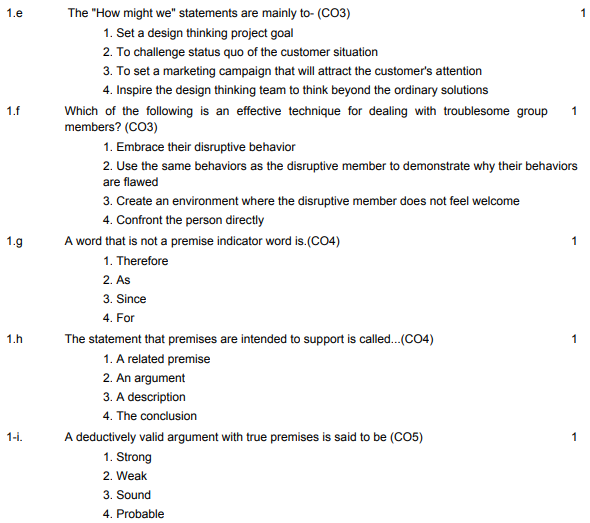 1.e The "How might we" statements are mainly to- (CO3) 1
1. Set a design thinking project goal
2. To challenge status quo of the customer situation
3. To set a marketing campaign that will attract the customer's attention
4. Inspire the design thinking team to think beyond the ordinary solutions
1.f Which of the following is an effective technique for dealing with troublesome group 1
members? (CO3)
1. Embrace their disruptive behavior
2. Use the same behaviors as the disruptive member to demonstrate why their behaviors
are flawed
3. Create an environment where the disruptive member does not feel welcome
4. Confront the person directly
1.g A word that is not a premise indicator word is.(CO4) 1
1. Therefore
2. As
3. Since
4. For
1.h The statement that premises are intended to support is called...(CO4) 1
1. A related premise
2. An argument
3. A description
4. The conclusion
1-i. A deductively valid argument with true premises is said to be (CO5) 1
1. Strong
2. Weak
3. Sound
4. Probable